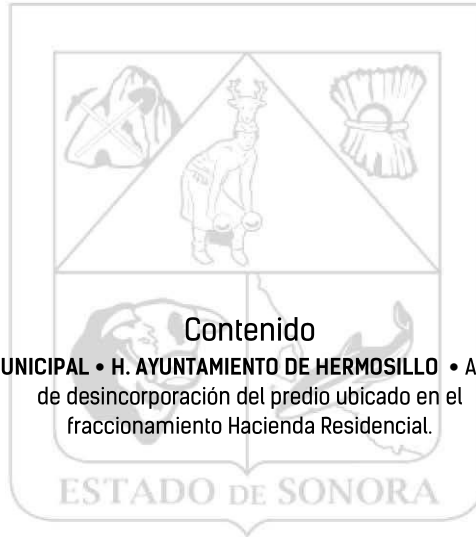 Contenido
UNICIPAL • H. AYUNTAMIENTO DE HERMOSILLO • A
de desincorporación del predio ubicado en el
fraccionamiento Hacienda Residencial.
ESTADO DE SONORA